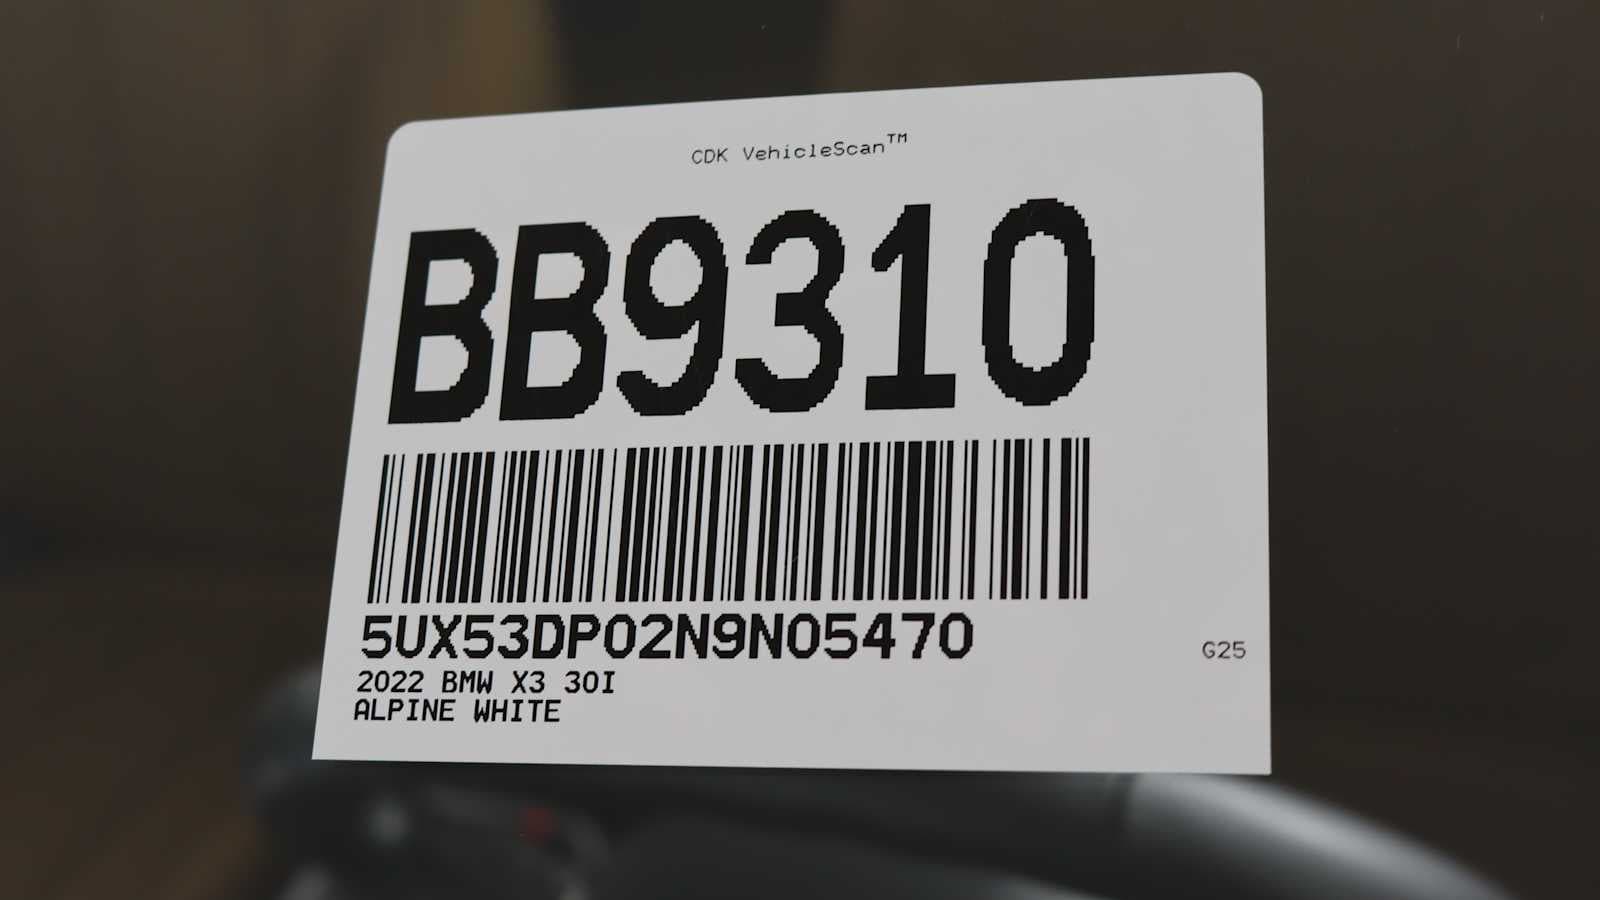 CDK VehicleScan™
BB9310
5UX53DP02N9N05470
G25
2022 BMW X3 30I
ALPINE WHITE